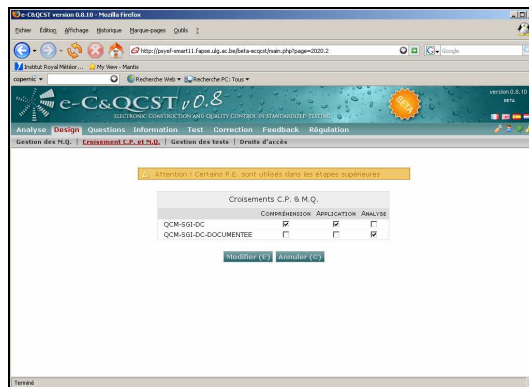 e-C&QCST version 0.8.10 - Mozilla Firefox
Fichier Édition Affichage Historique Marque-pages Outils ?
http://psyef-smart11.fapse.ulg.ac.be/beta-ecqcst/main.php?page=2020.2
Google
Institut Royal Météor... My View - Mantis
copernic Recherche Web Recherche PC: Tous
e-C&QCST v 0.8
ELECTRONIC CONSTRUCTION AND QUALITY CONTROL IN STANDARDIZED TESTING
BETA
version 0.8.10
BETA
Analyse Design Questions Information Test Correction Feedback Régulation
Gestion des M.Q. | Croisement C.P. et M.Q. | Gestion des tests | Droits d'accès
Attention ! Certains P.E. sont utilisés dans les étapes supérieures
Croisements C.P. & M.Q.
COMPRÉHENSION APPLICATION ANALYSE
QCM-SGI-DC
QCM-SGI-DC-DOCUMENTEE
Modifier (E) Annuler (C)
Terminé